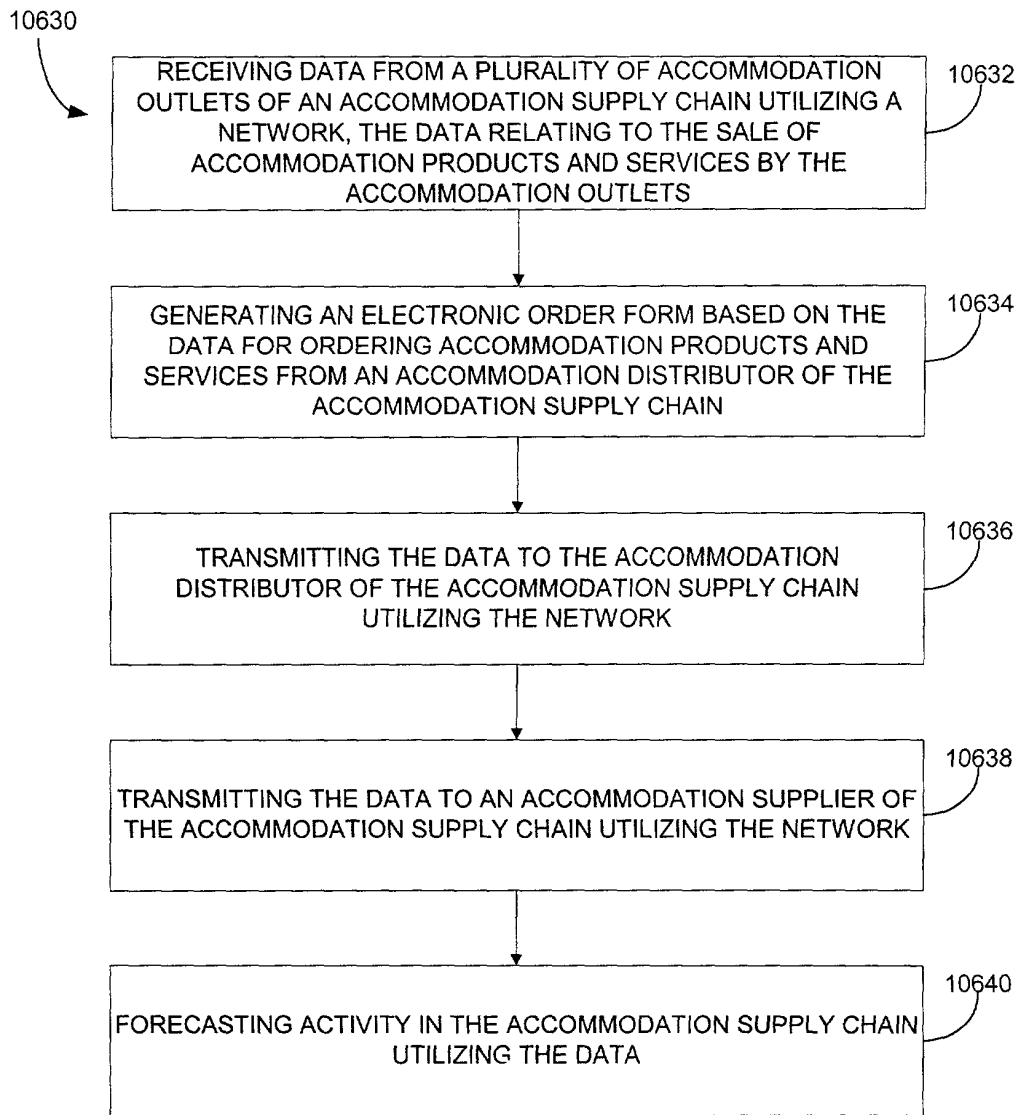 10630
RECEIVING DATA FROM A PLURALITY OF ACCOMMODATION
OUTLETS OF AN ACCOMMODATION SUPPLY CHAIN UTILIZING A
NETWORK, THE DATA RELATING TO THE SALE OF
ACCOMMODATION PRODUCTS AND SERVICES BY THE
ACCOMMODATION OUTLETS
10632
GENERATING AN ELECTRONIC ORDER FORM BASED ON THE
DATA FOR ORDERING ACCOMMODATION PRODUCTS AND
SERVICES FROM AN ACCOMMODATION DISTRIBUTOR OF THE
ACCOMMODATION SUPPLY CHAIN
10634
TRANSMITTING THE DATA TO THE ACCOMMODATION
DISTRIBUTOR OF THE ACCOMMODATION SUPPLY CHAIN
UTILIZING THE NETWORK
10636
TRANSMITTING THE DATA TO AN ACCOMMODATION SUPPLIER OF
THE ACCOMMODATION SUPPLY CHAIN UTILIZING THE NETWORK
10638
FORECASTING ACTIVITY IN THE ACCOMMODATION SUPPLY CHAIN
UTILIZING THE DATA
10640